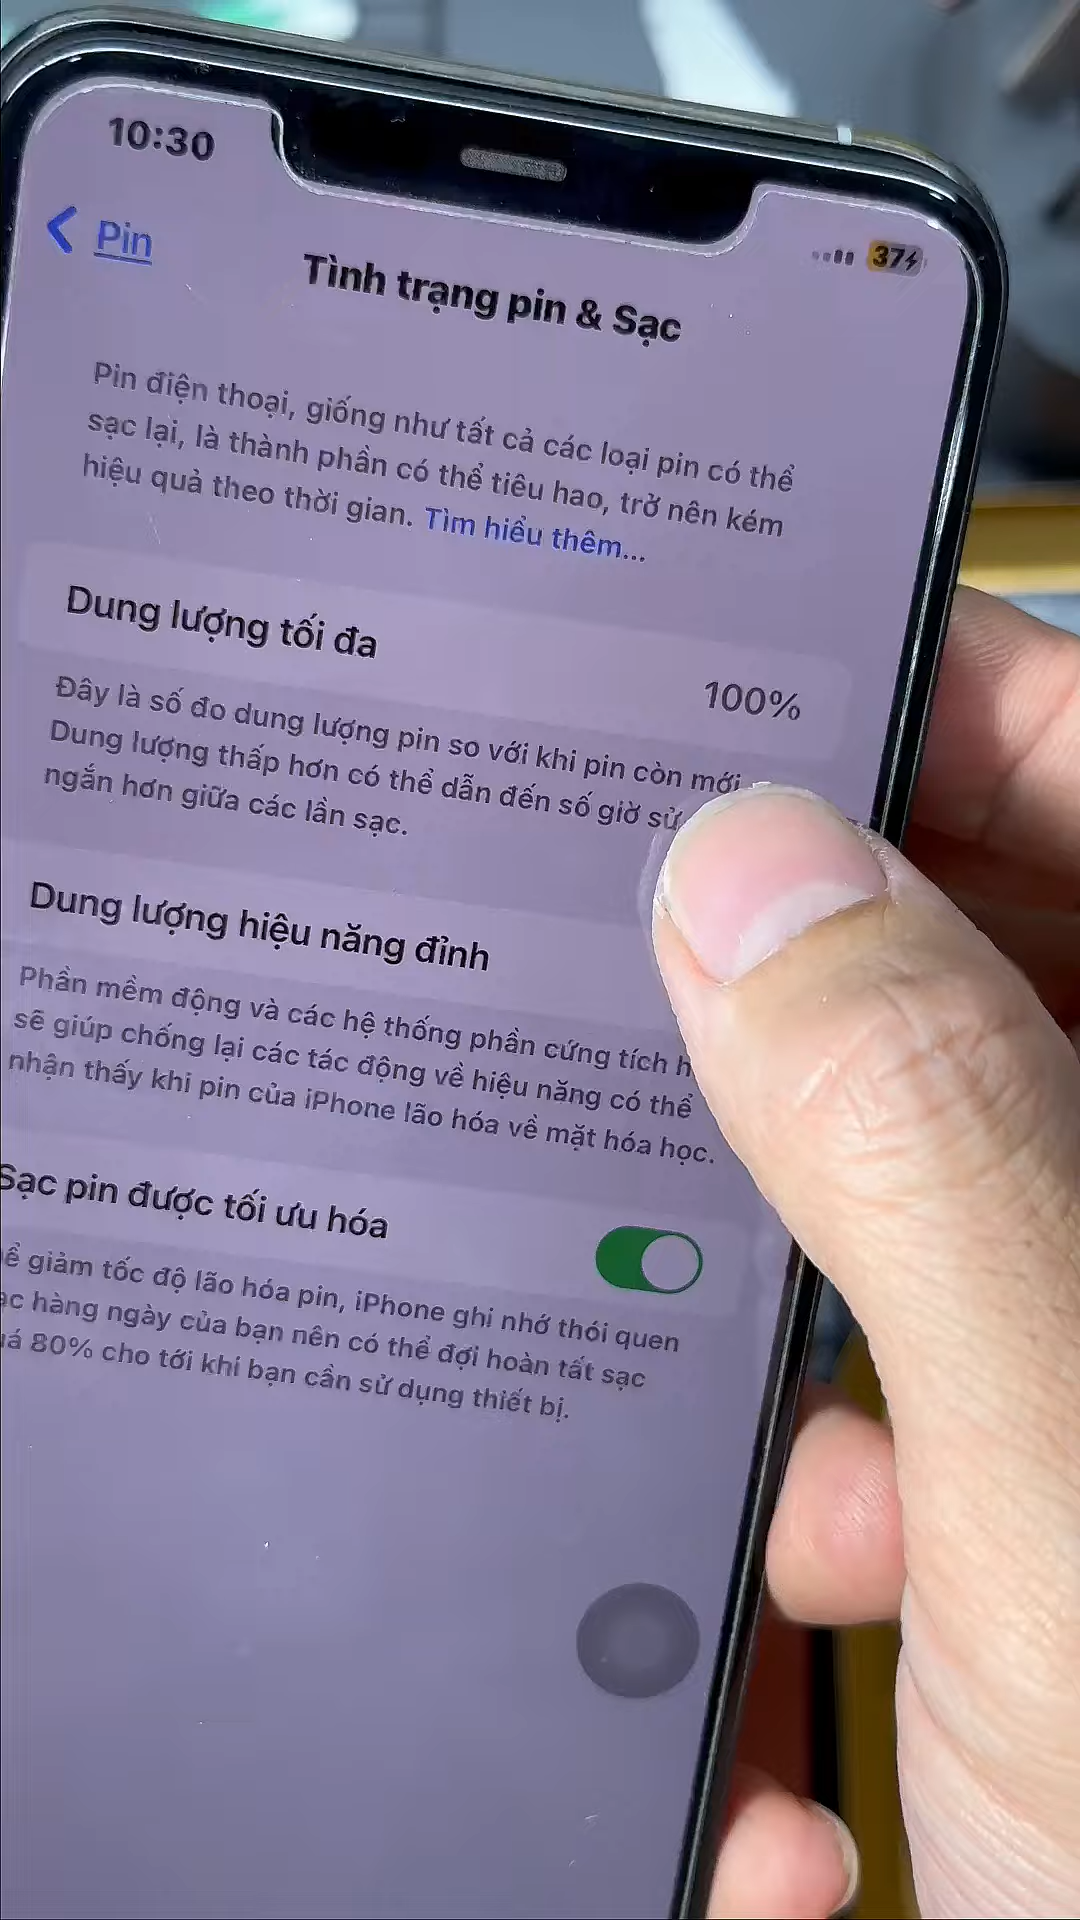 10:30
37
Pin
Tình trạng pin & Sạc
Pin điện thoại, giống như tất cả các loại pin có thể
sạc lại, là thành phần có thể tiêu hao, trở nên kém
hiệu quả theo thời gian. Tìm hiểu thêm...
Dung lượng tối đa
100%
Đây là số đo dung lượng pin so với khi pin còn mới.
Dung lượng thấp hơn có thể dẫn đến số giờ sử
ngắn hơn giữa các lần sạc.
Dung lượng hiệu năng đỉnh
Phần mềm động và các hệ thống phần cứng tích h
sẽ giúp chống lại các tác động về hiệu năng có thể
nhận thấy khi pin của iPhone lão hóa về mặt hóa học.
Sạc pin được tối ưu hóa
giảm tốc độ lão hóa pin, iPhone ghi nhớ thói quen
ạc hàng ngày của bạn nên có thể đợi hoàn tất sạc
80% cho tới khi bạn cần sử dụng thiết bị.